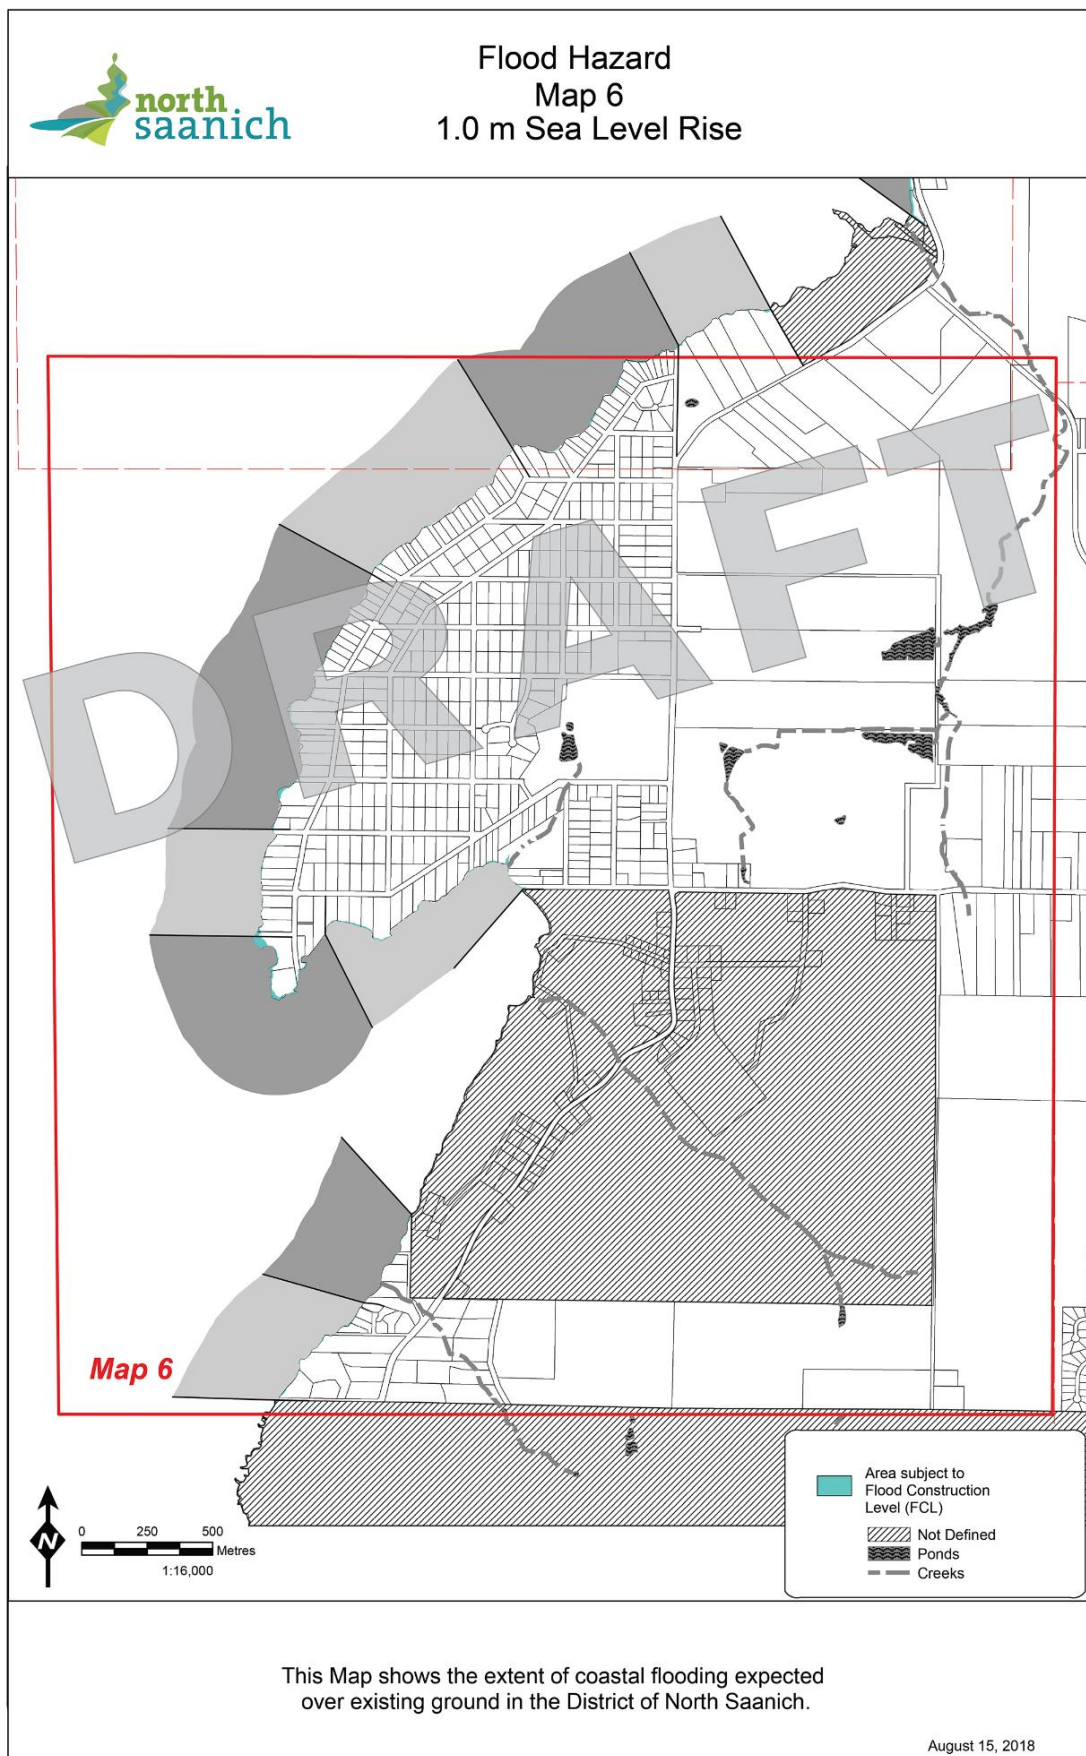 north
saanich
Flood Hazard
Map 6
1.0 m Sea Level Rise
DRAFT
Map 6
N
0 250 500
Metres
1:16,000
Area subject to
Flood Construction
Level (FCL)
Not Defined
Ponds
Creeks
This Map shows the extent of coastal flooding expected
over existing ground in the District of North Saanich.
August 15, 2018